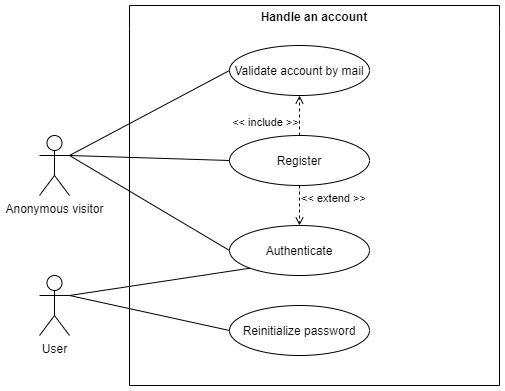 Handle an account
Validate account by mail
<< include >>
Register
<< extend >>
Anonymous visitor
Authenticate
User
Reinitialize password